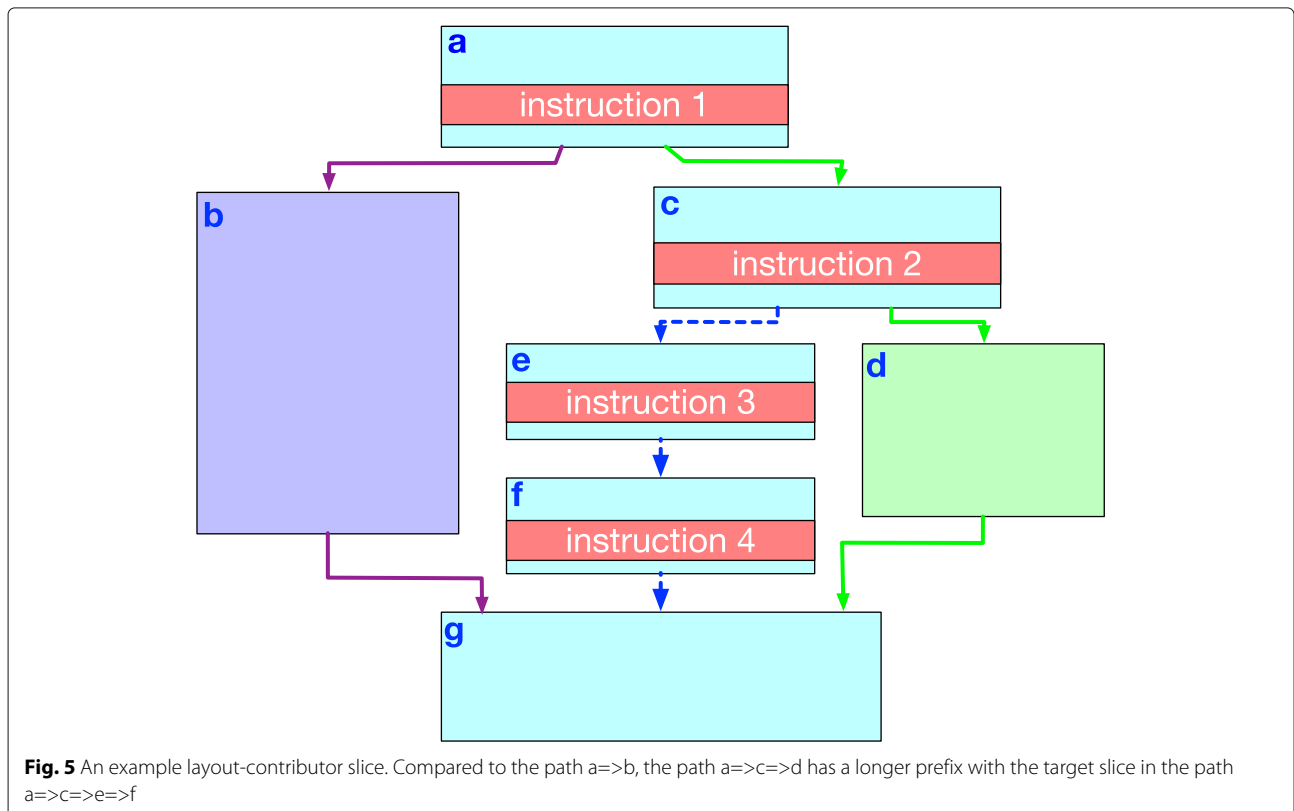 a
instruction 1
b
c
instruction 2
e
d
instruction 3
f
instruction 4
g
Fig. 5 An example layout-contributor slice. Compared to the path a=>b, the path a=>c=>d has a longer prefix with the target slice in the path
a=>c=>e=>f